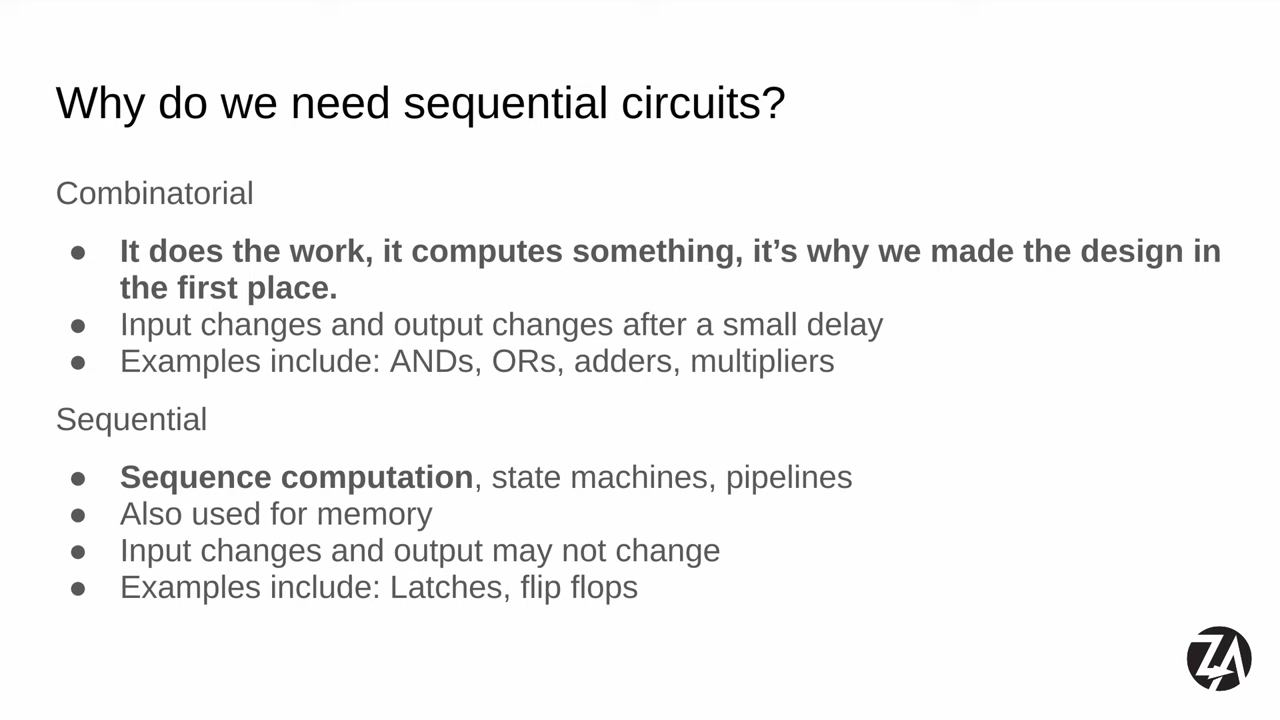 Why do we need sequential circuits?
Combinatorial
● It does the work, it computes something, it’s why we made the design in
the first place.
● Input changes and output changes after a small delay
● Examples include: ANDs, ORs, adders, multipliers
Sequential
● Sequence computation, state machines, pipelines
● Also used for memory
● Input changes and output may not change
● Examples include: Latches, flip flops
ZA